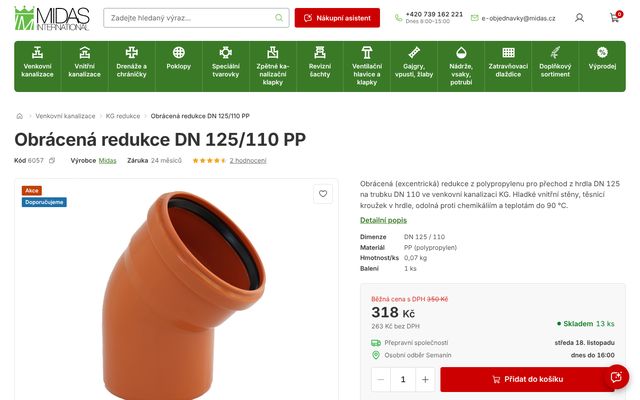 MIDAS
INTERNATIONAL
Zadejte hledaný výraz...
Nákupní asistent
+420 739 162 221
Dnes 8:00–15:00
e-objednavky@midas.cz
0
Venkovní kanalizace
Vnitřní kanalizace
Drenáže a chráničky
Poklopy
Speciální tvarovky
Zpětné ka-
nalizační
klapky
Revizní šachty
Ventilační hlavice a klapky
Gajgry, vpusti, žlaby
Nádrže, vsaky, potrubí
Zatravňovací dlaždice
Doplňkový sortiment
Výprodej
Venkovní kanalizace > KG redukce > Obrácená redukce DN 125/110 PP
Obrácená redukce DN 125/110 PP
Kód 6057 Výrobce Midas Záruka 24 měsíců 2 hodnocení
Akce
Doporučujeme
Obrácená (excentrická) redukce z polypropylenu pro přechod z hrdla DN 125
na trubku DN 110 ve venkovní kanalizaci KG. Hladké vnitřní stěny, těsnicí
kroužek v hrdle, odolná proti chemikáliím a teplotám do 90 °C.
Detailní popis
Dimenze DN 125 / 110
Materiál PP (polypropylen)
Hmotnost/ks 0,07 kg
Balení 1 ks
Běžná cena s DPH 350 Kč
318 Kč
263 Kč bez DPH
Skladem 13 ks
Přepravní společností středa 18. listopadu
Osobní odběr Semanín dnes do 16:00
− 1 +
Přidat do košíku